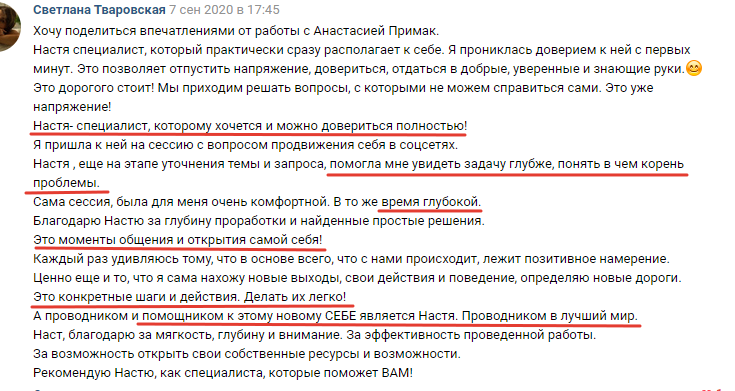 Светлана Тваровская 7 сен 2020 в 17:45
Хочу поделиться впечатлениями от работы с Анастасией Примак.
Настя специалист, который практически сразу располагает к себе. Я прониклась доверием к ней с первых
минут. Это позволяет отпустить напряжение, довериться, отдаться в добрые, уверенные и знающие руки.😊
Это дорогого стоит! Мы приходим решать вопросы, с которыми не можем справиться сами. Это уже
напряжение!
Настя- специалист, которому хочется и можно довериться полностью!
Я пришла к ней на сессию с вопросом продвижения себя в соцсетях.
Настя , еще на этапе уточнения темы и запроса, помогла мне увидеть задачу глубже, понять в чем корень
проблемы.
Сама сессия, была для меня очень комфортной. В то же время глубокой.
Благодарю Настю за глубину проработки и найденные простые решения.
Это моменты общения и открытия самой себя!
Каждый раз удивляюсь тому, что в основе всего, что с нами происходит, лежит позитивное намерение.
Ценно еще и то, что я сама нахожу новые выходы, свои действия и поведение, определяю новые дороги.
Это конкретные шаги и действия. Делать их легко!
А проводником и помощником к этому новому СЕБЕ является Настя. Проводником в лучший мир.
Наст, благодарю за мягкость, глубину и внимание. За эффективность проведенной работы.
За возможность открыть свои собственные ресурсы и возможности.
Рекомендую Настю, как специалиста, которые поможет ВАМ!